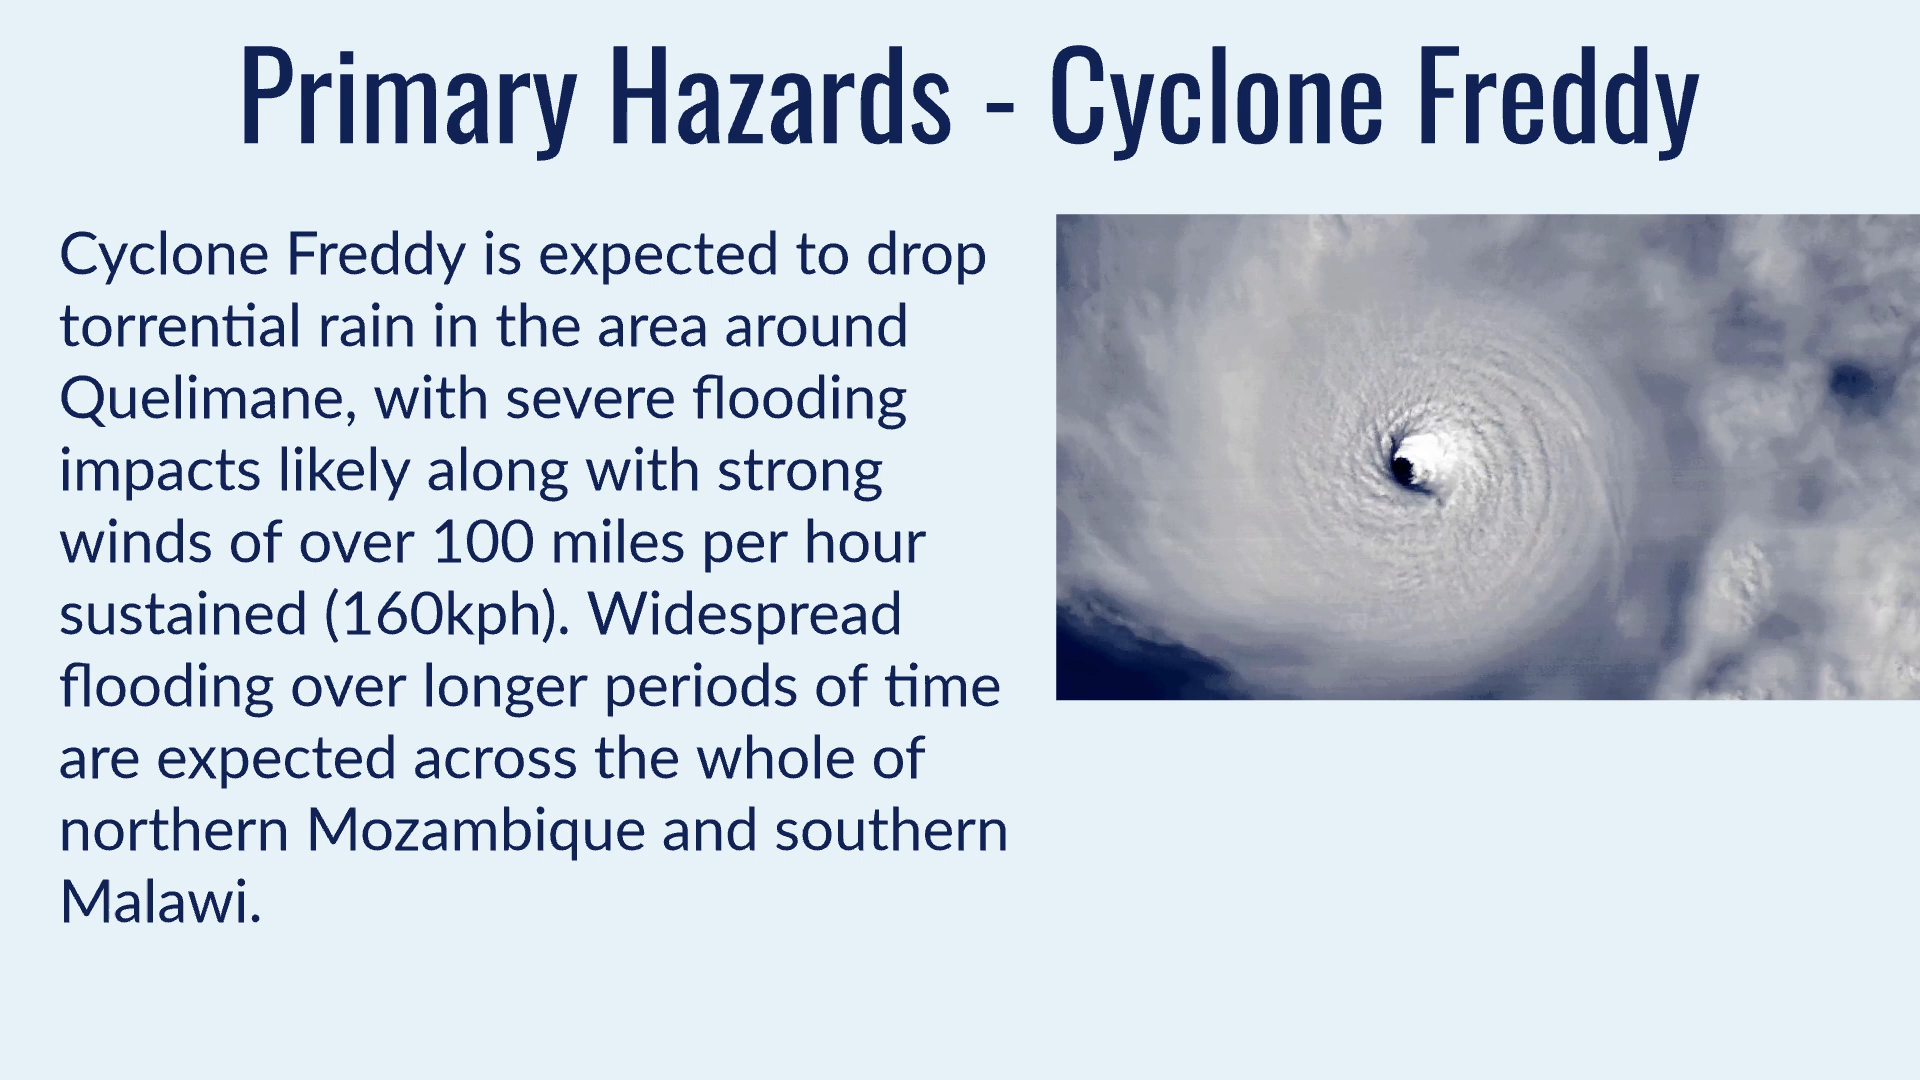 Primary Hazards - Cyclone Freddy
Cyclone Freddy is expected to drop
torrential rain in the area around
Quelimane, with severe flooding
impacts likely along with strong
winds of over 100 miles per hour
sustained (160kph). Widespread
flooding over longer periods of time
are expected across the whole of
northern Mozambique and southern
Malawi.